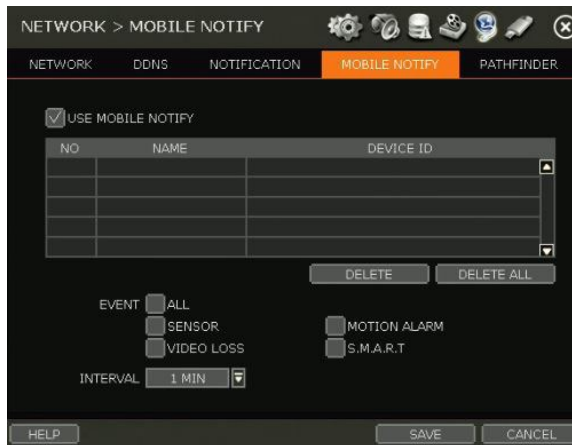 NETWORK > MOBILE NOTIFY
NETWORK DDNS NOTIFICATION MOBILE NOTIFY PATHFINDER
USE MOBILE NOTIFY
NO NAME DEVICE ID
DELETE DELETE ALL
EVENT ALL
SENSOR MOTION ALARM
VIDEO LOSS S.M.A.R.T
INTERVAL 1 MIN
HELP SAVE CANCEL